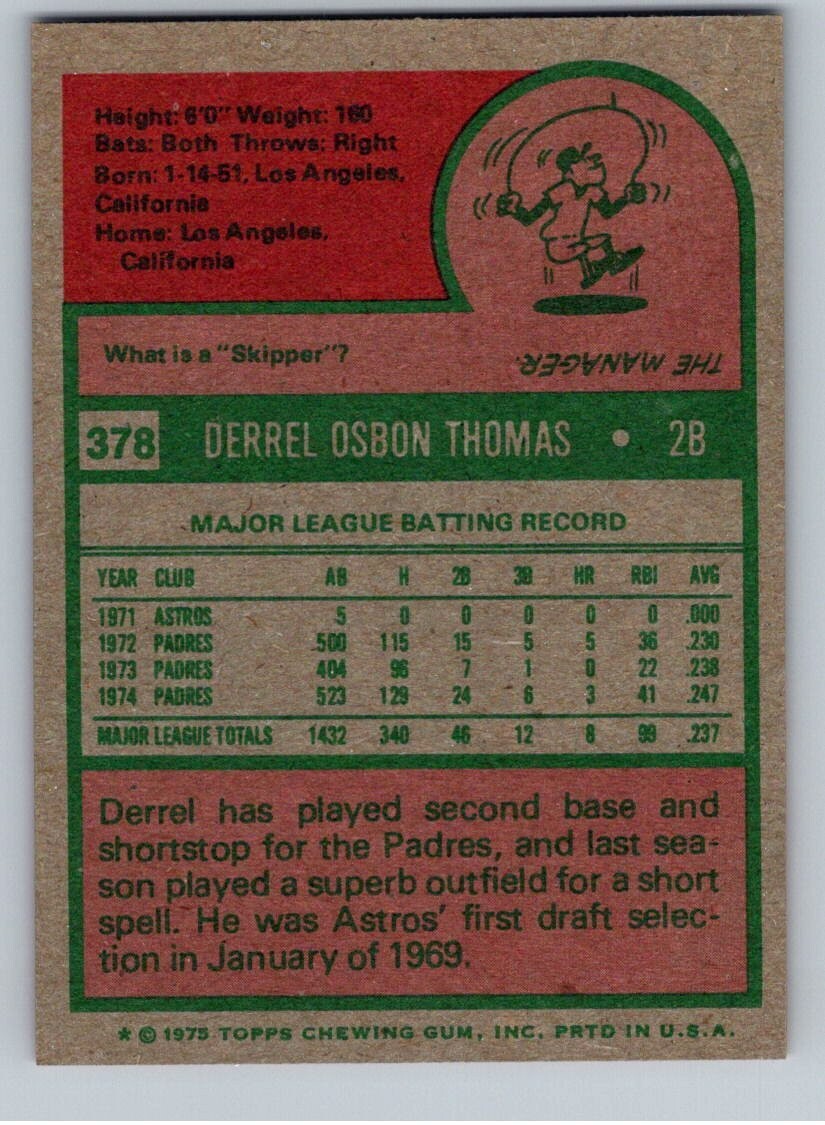 Height: 6'0" Weight: 160
Bats: Both Throws: Right
Born: 1-14-51, Los Angeles,
California
Home: Los Angeles,
California
What is a "Skipper"?
THE MANAGER.
378 DERREL OSBON THOMAS • 2B
MAJOR LEAGUE BATTING RECORD
YEAR CLUB AB H 2B 3B HR RBI AVG
1971 ASTROS 5 0 0 0 0 0 .000
1972 PADRES 500 115 15 5 5 36 .230
1973 PADRES 404 96 7 1 0 22 .238
1974 PADRES 523 129 24 6 3 41 .247
MAJOR LEAGUE TOTALS 1432 340 46 12 8 99 .237
Derrel has played second base and
shortstop for the Padres, and last sea-
son played a superb outfield for a short
spell. He was Astros' first draft selec-
tion in January of 1969.
* © 1975 TOPPS CHEWING GUM, INC. PRTD IN U.S.A.